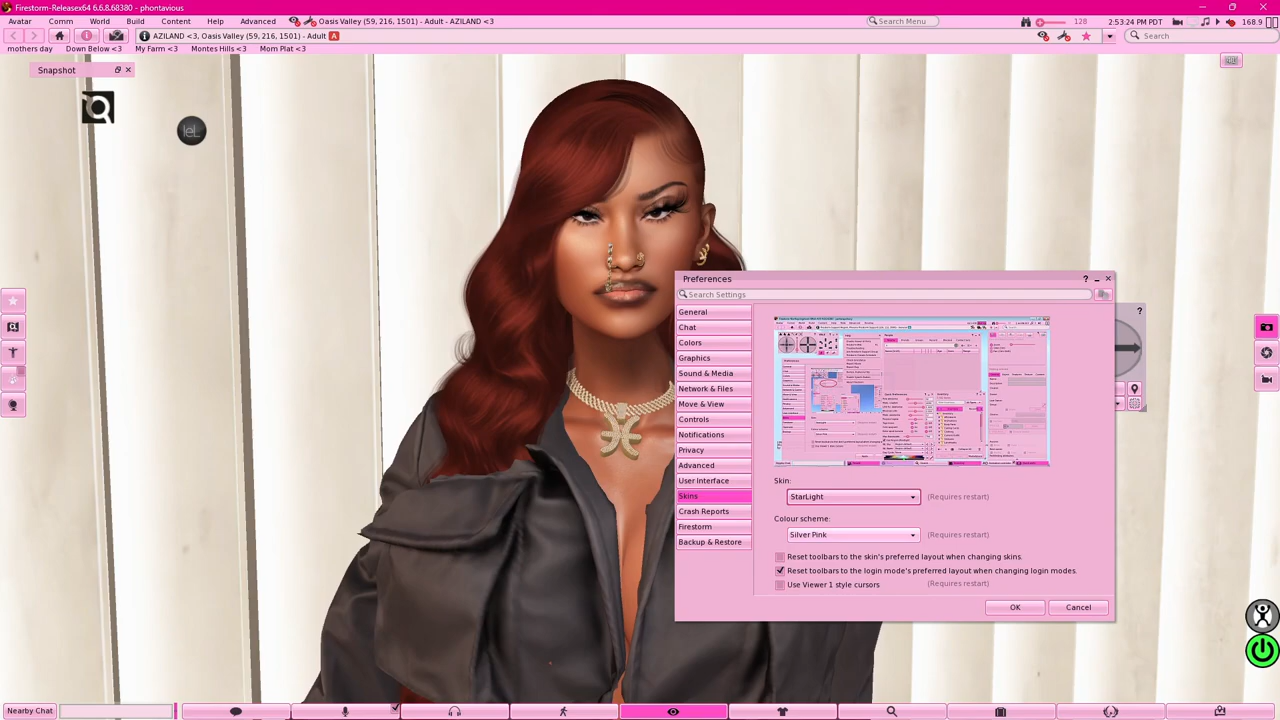 Firestorm-Releasex64 6.6.8.68380 - phontavious
Avatar Comm World Build Content Help Advanced Oasis Valley (59, 216, 1501) - Adult - AZILAND <3 Search Menu 128 2:53:24 PM PDT 168.9
AZILAND <3, Oasis Valley (59, 216, 1501) - Adult A Search
mothers day Down Below <3 My Farm <3 Montes Hills <3 Mom Plat <3
Snapshot
leL
Preferences ?
Search Settings
General
Chat
Colors
Graphics
Sound & Media
Network & Files
Move & View
Controls
Notifications
Privacy
Advanced
User Interface
Skins
Crash Reports
Firestorm
Backup & Restore
Skin:
StarLight (Requires restart)
Colour scheme:
Silver Pink (Requires restart)
Reset toolbars to the skin's preferred layout when changing skins.
Reset toolbars to the login mode's preferred layout when changing login modes.
Use Viewer 1 style cursors (Requires restart)
OK Cancel
?
Nearby Chat